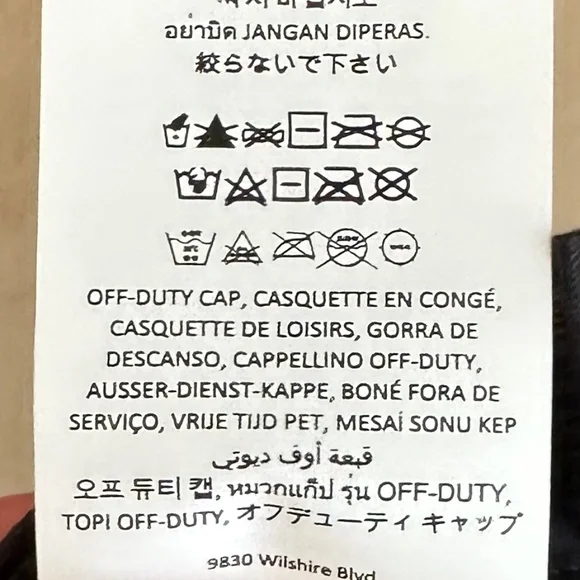 อย่าบิด JANGAN DIPERAS.
絞らないで下さい
OFF-DUTY CAP, CASQUETTE EN CONGÉ,
CASQUETTE DE LOISIRS, GORRA DE
DESCANSO, CAPPELLINO OFF-DUTY,
AUSSER-DIENST-KAPPE, BONÉ FORA DE
SERVIÇO, VRIJE TIJD PET, MESAİ SONU KEP
قبعة أوف ديوتي
오프 듀티 캡, หมวกแก๊ป รุ่น OFF-DUTY,
TOPI OFF-DUTY, オフデューティ キャップ
9830 Wilshire Blvd